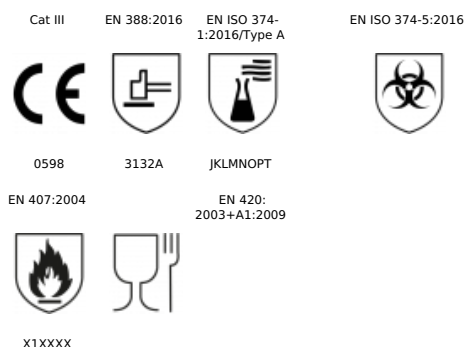 Cat III
EN 388:2016
EN ISO 374-
1:2016/Type A
EN ISO 374-5:2016
CE
0598
3132A
JKLMNOPT
EN 407:2004
EN 420:
2003+A1:2009
X1XXXX